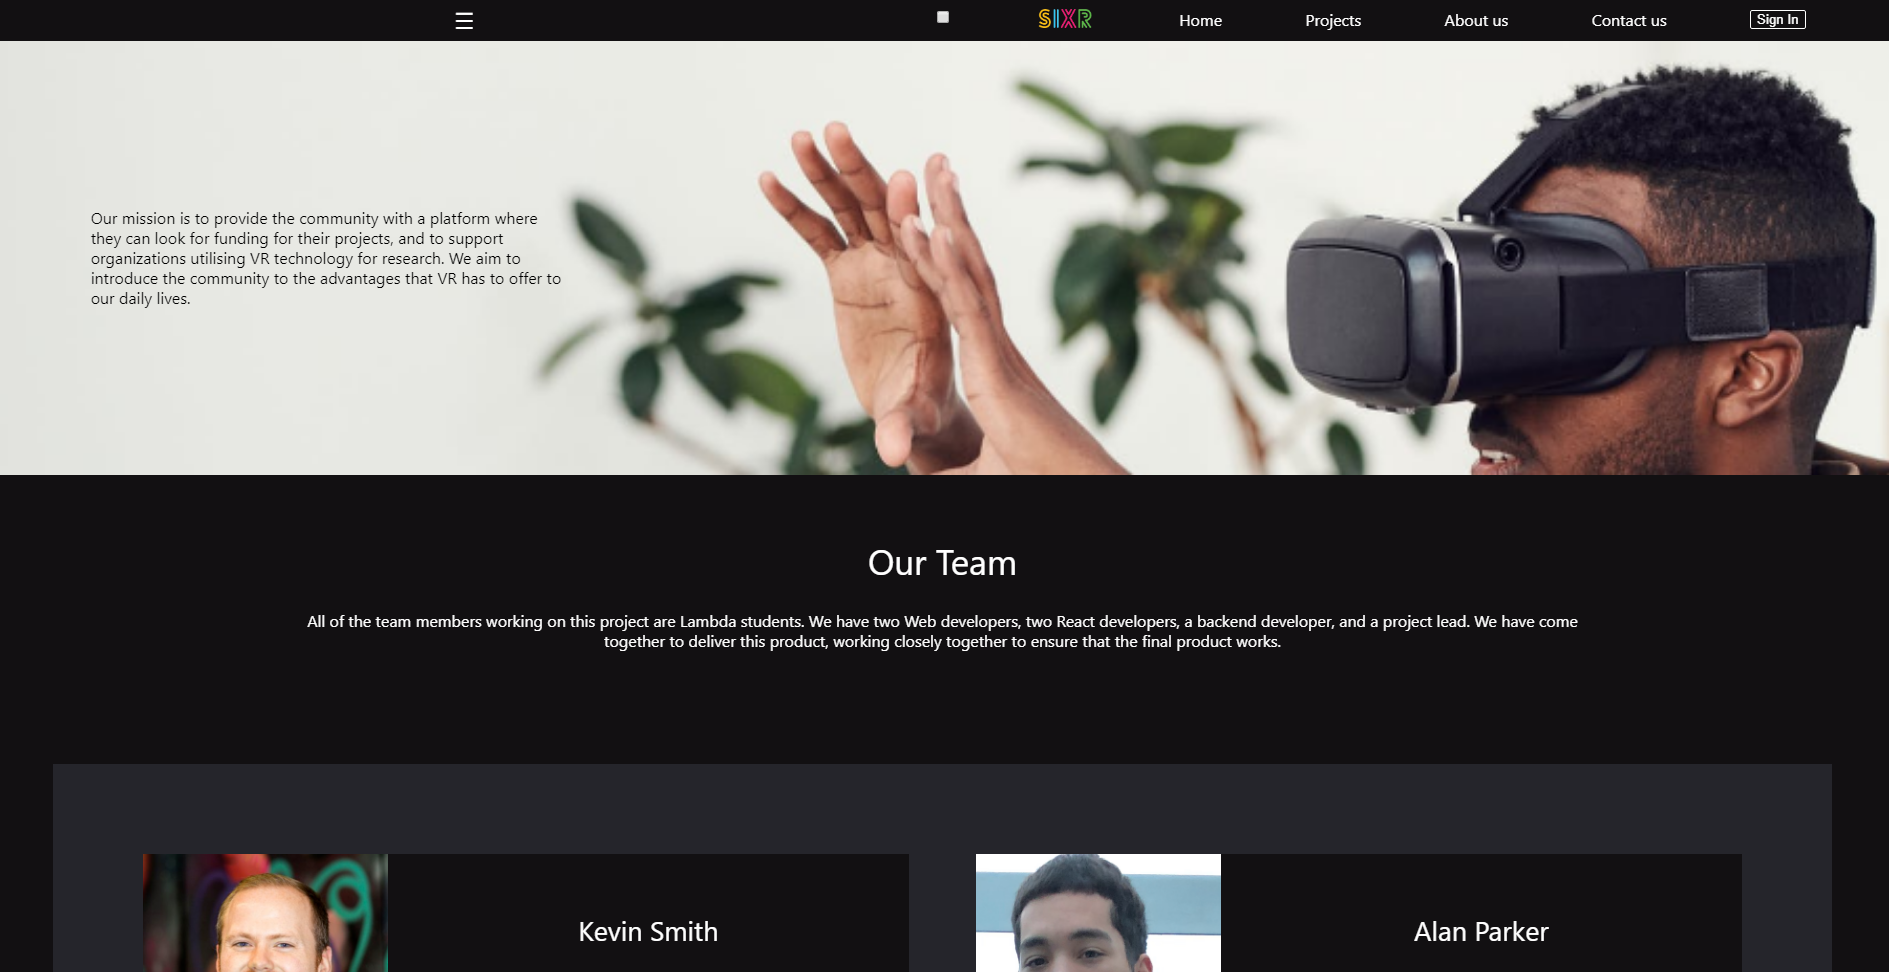 SIXR
Home
Projects
About us
Contact us
Sign In
Our mission is to provide the community with a platform where
they can look for funding for their projects, and to support
organizations utilising VR technology for research. We aim to
introduce the community to the advantages that VR has to offer to
our daily lives.
Our Team
All of the team members working on this project are Lambda students. We have two Web developers, two React developers, a backend developer, and a project lead. We have come
together to deliver this product, working closely together to ensure that the final product works.
Kevin Smith
Alan Parker